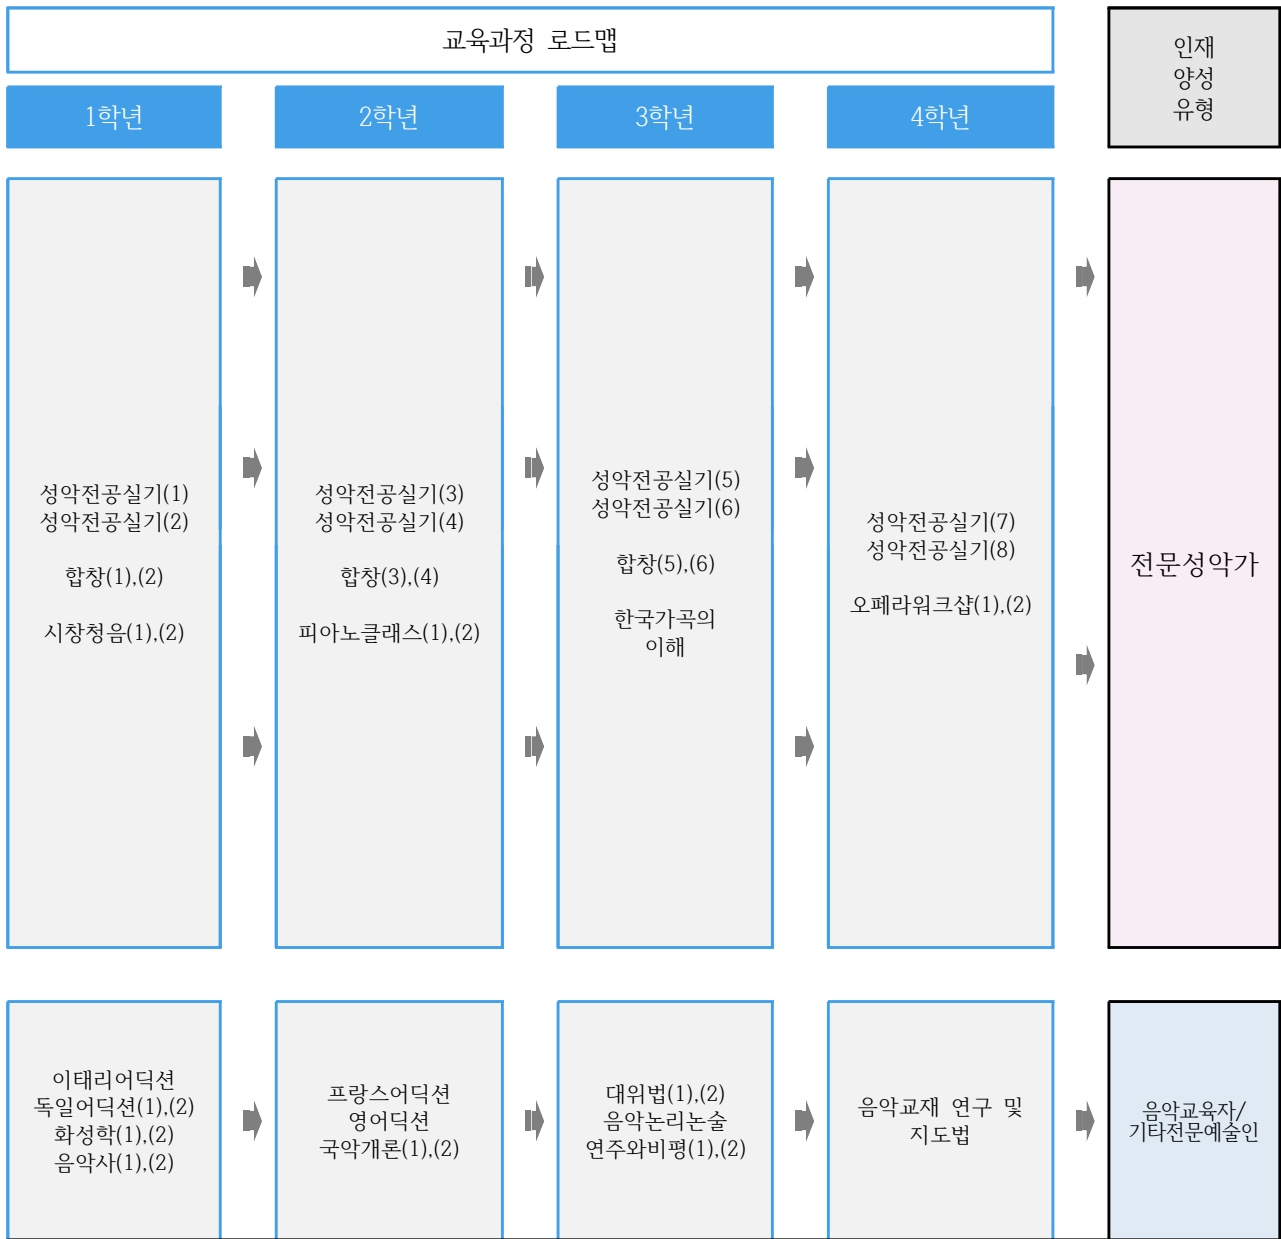 교육과정 로드맵
인재
양성
유형
1학년
2학년
3학년
4학년
성악전공실기(1)
성악전공실기(2)
합창(1),(2)
시창청음(1),(2)
성악전공실기(3)
성악전공실기(4)
합창(3),(4)
피아노클래스(1),(2)
성악전공실기(5)
성악전공실기(6)
합창(5),(6)
한국가곡의
이해
성악전공실기(7)
성악전공실기(8)
오페라워크샵(1),(2)
전문성악가
이태리어딕션
독일어딕션(1),(2)
화성학(1),(2)
음악사(1),(2)
프랑스어딕션
영어딕션
국악개론(1),(2)
대위법(1),(2)
음악논리논술
연주와비평(1),(2)
음악교재 연구 및
지도법
음악교육자/
기타전문예술인